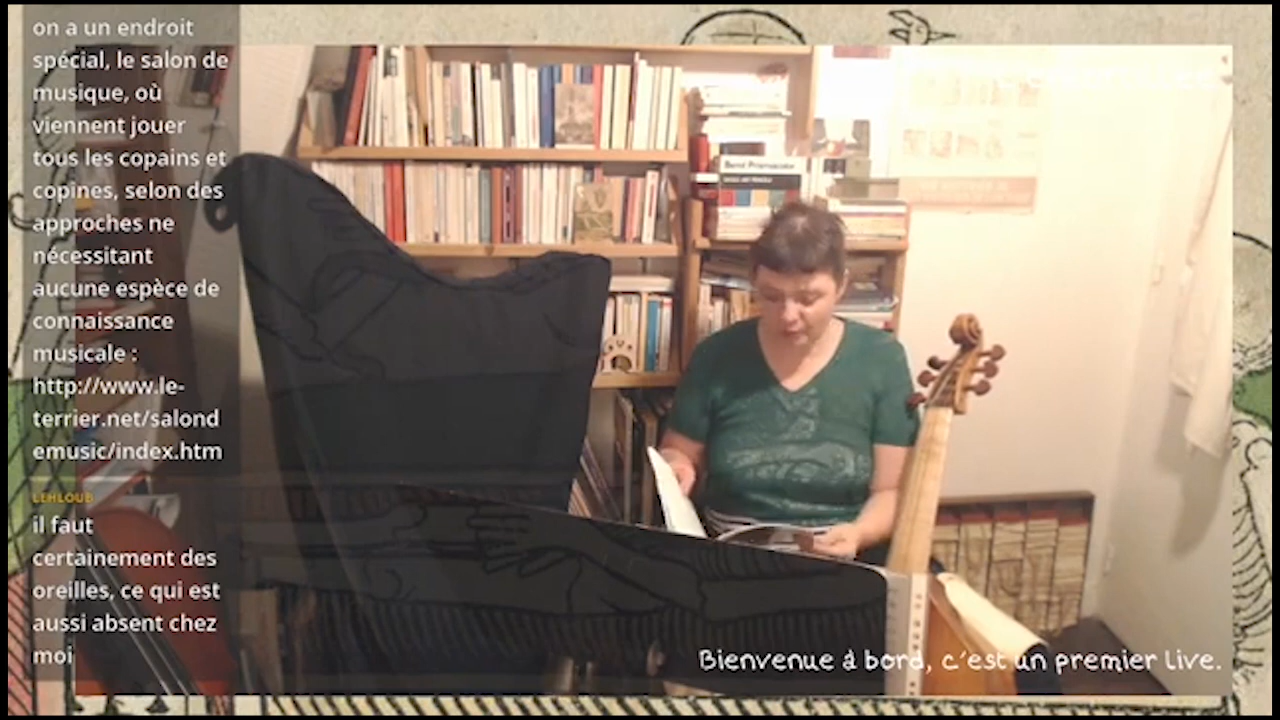 on a un endroit
spécial, le salon de
musique, où
viennent jouer
tous les copains et
copines, selon des
approches ne
nécessitant
aucune espèce de
connaissance
musicale :
http://www.le-
terrier.net/salond
emusic/index.htm
LEHLOUB
il faut
certainement des
oreilles, ce qui est
aussi absent chez
moi
Bienvenue à bord, c'est un premier live.